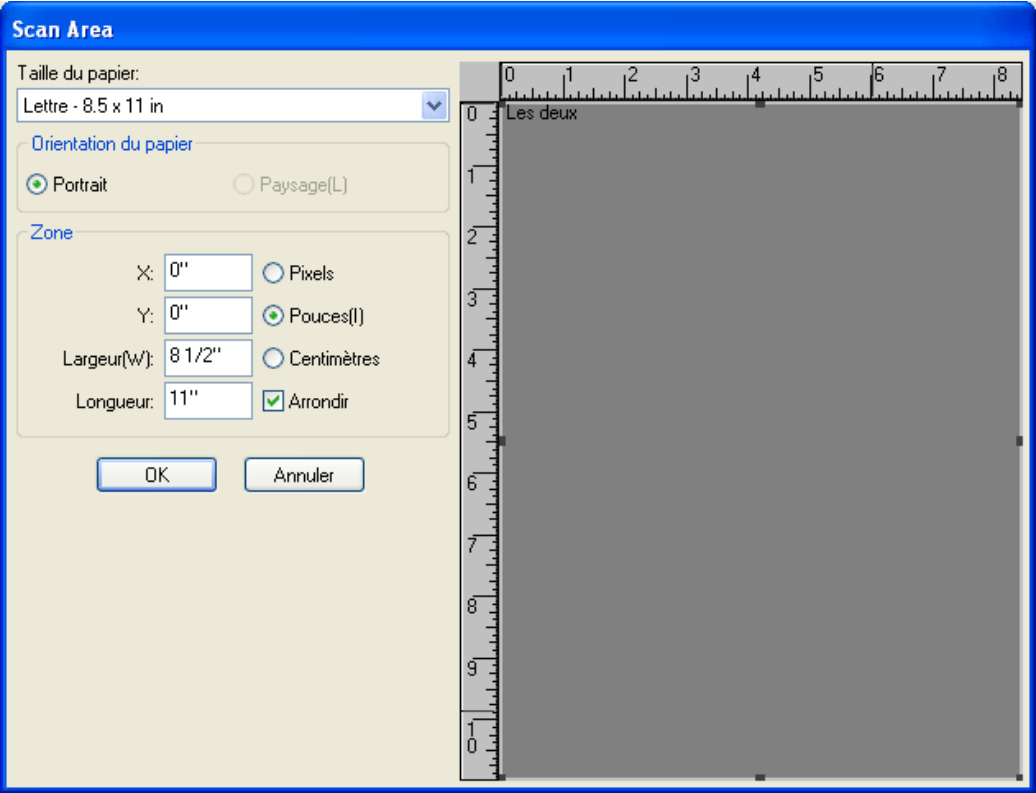 Scan Area
Taille du papier:
Lettre - 8.5 x 11 in
Orientation du papier
Portrait Paysage(L)
Zone
X: 0" Pixels
Y: 0" Pouces(I)
Largeur(W): 8 1/2" Centimètres
Longueur: 11" Arrondir
OK Annuler
0 1 2 3 4 5 6 7 8
Les deux
0
1
2
3
4
5
6
7
8
9
10